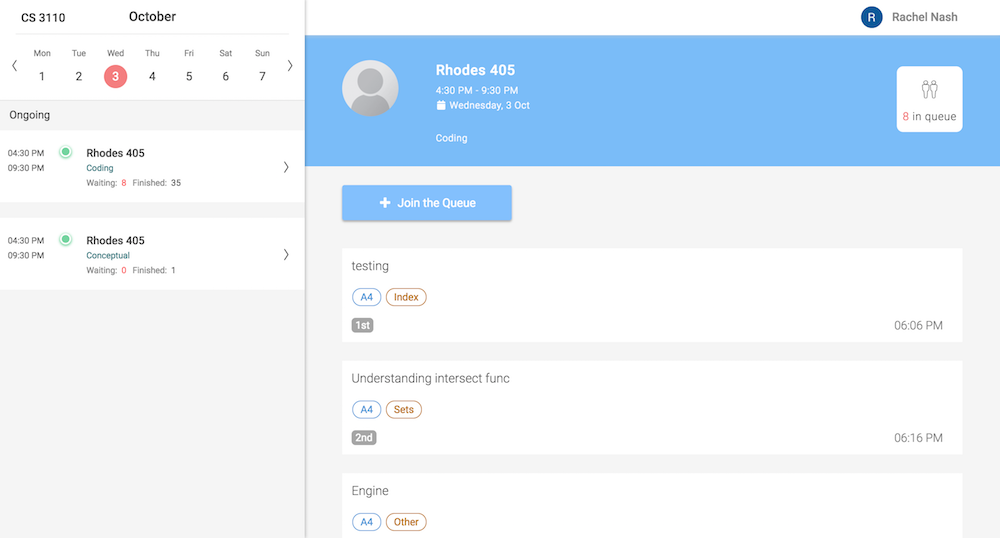 CS 3110
October
Mon Tue Wed Thu Fri Sat Sun
1 2 3 4 5 6 7
Ongoing
04:30 PM
09:30 PM
Rhodes 405
Coding
Waiting: 8 Finished: 35
04:30 PM
09:30 PM
Rhodes 405
Conceptual
Waiting: 0 Finished: 1
R Rachel Nash
Rhodes 405
4:30 PM - 9:30 PM
Wednesday, 3 Oct
Coding
8 in queue
Join the Queue
testing
A4 Index
1st 06:06 PM
Understanding intersect func
A4 Sets
2nd 06:16 PM
Engine
A4 Other